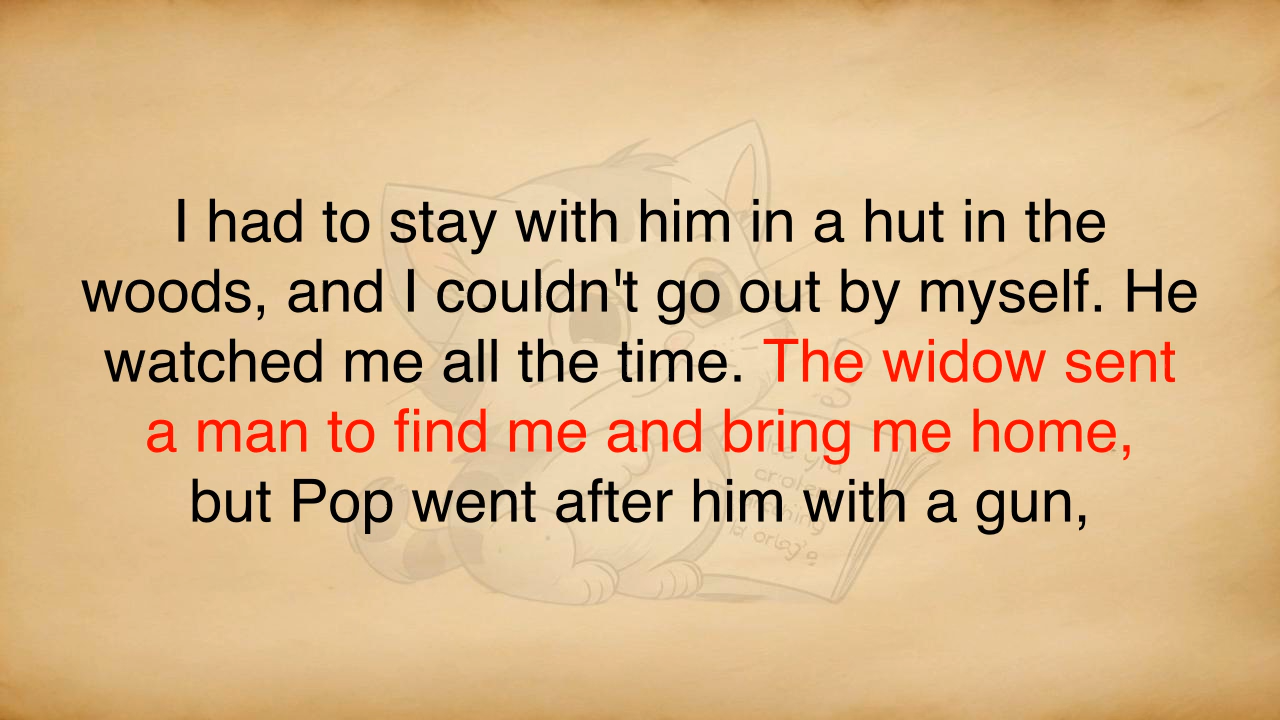 I had to stay with him in a hut in the
woods, and I couldn't go out by myself. He
watched me all the time. The widow sent
a man to find me and bring me home,
but Pop went after him with a gun,